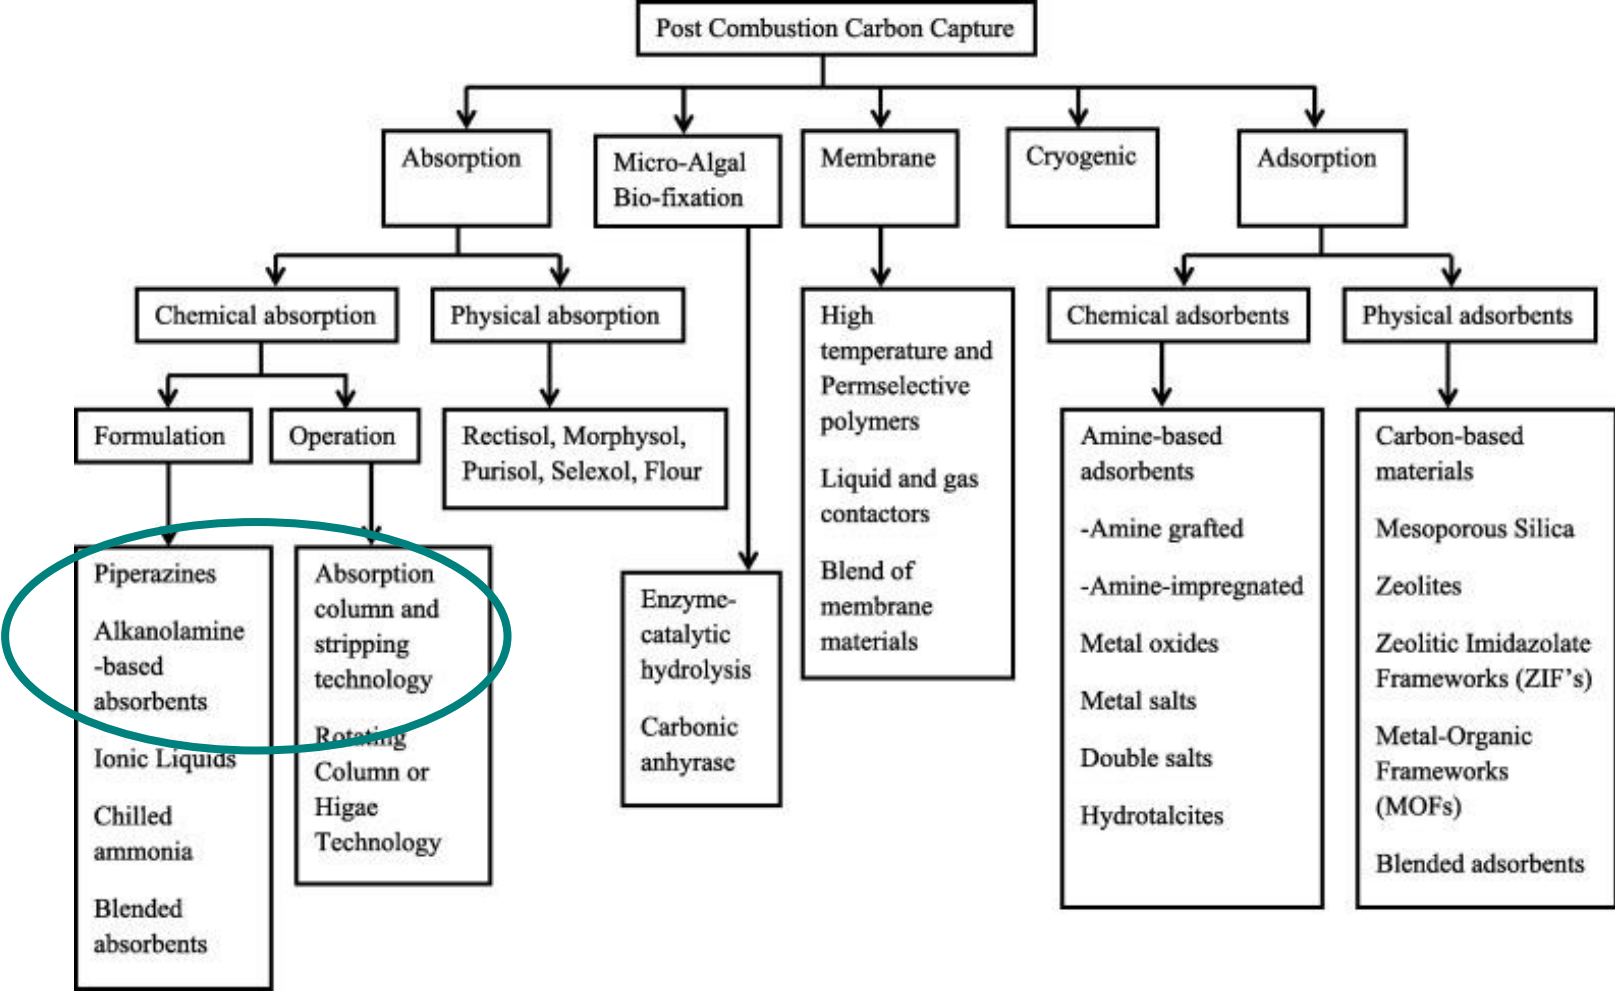 Post Combustion Carbon Capture
Absorption
Micro-Algal
Bio-fixation
Membrane
Cryogenic
Adsorption
Chemical absorption
Physical absorption
High
temperature and
Permselective
polymers
Liquid and gas
contactors
Blend of
membrane
materials
Chemical adsorbents
Physical adsorbents
Formulation
Operation
Rectisol, Morphysol,
Purisol, Selexol, Flour
Amine-based
adsorbents
-Amine grafted
-Amine-impregnated
Metal oxides
Metal salts
Double salts
Hydrotalcites
Carbon-based
materials
Mesoporous Silica
Zeolites
Zeolitic Imidazolate
Frameworks (ZIF's)
Metal-Organic
Frameworks
(MOFs)
Blended adsorbents
Piperazines
Alkanolamine
-based
absorbents
Ionic Liquids
Chilled
ammonia
Blended
absorbents
Absorption
column and
stripping
technology
Rotating
Column or
Higae
Technology
Enzyme-
catalytic
hydrolysis
Carbonic
anhyrase